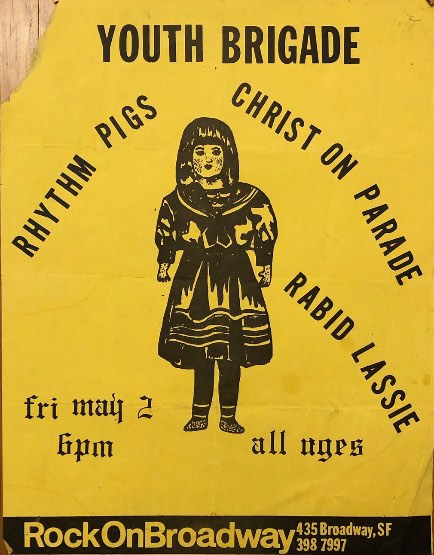 YOUTH BRIGADE
RHYTHM PIGS
CHRIST ON PARADE
RABID LASSIE
fri may 2
6pm
all ages
RockOnBroadway
435 Broadway, SF
398 7997